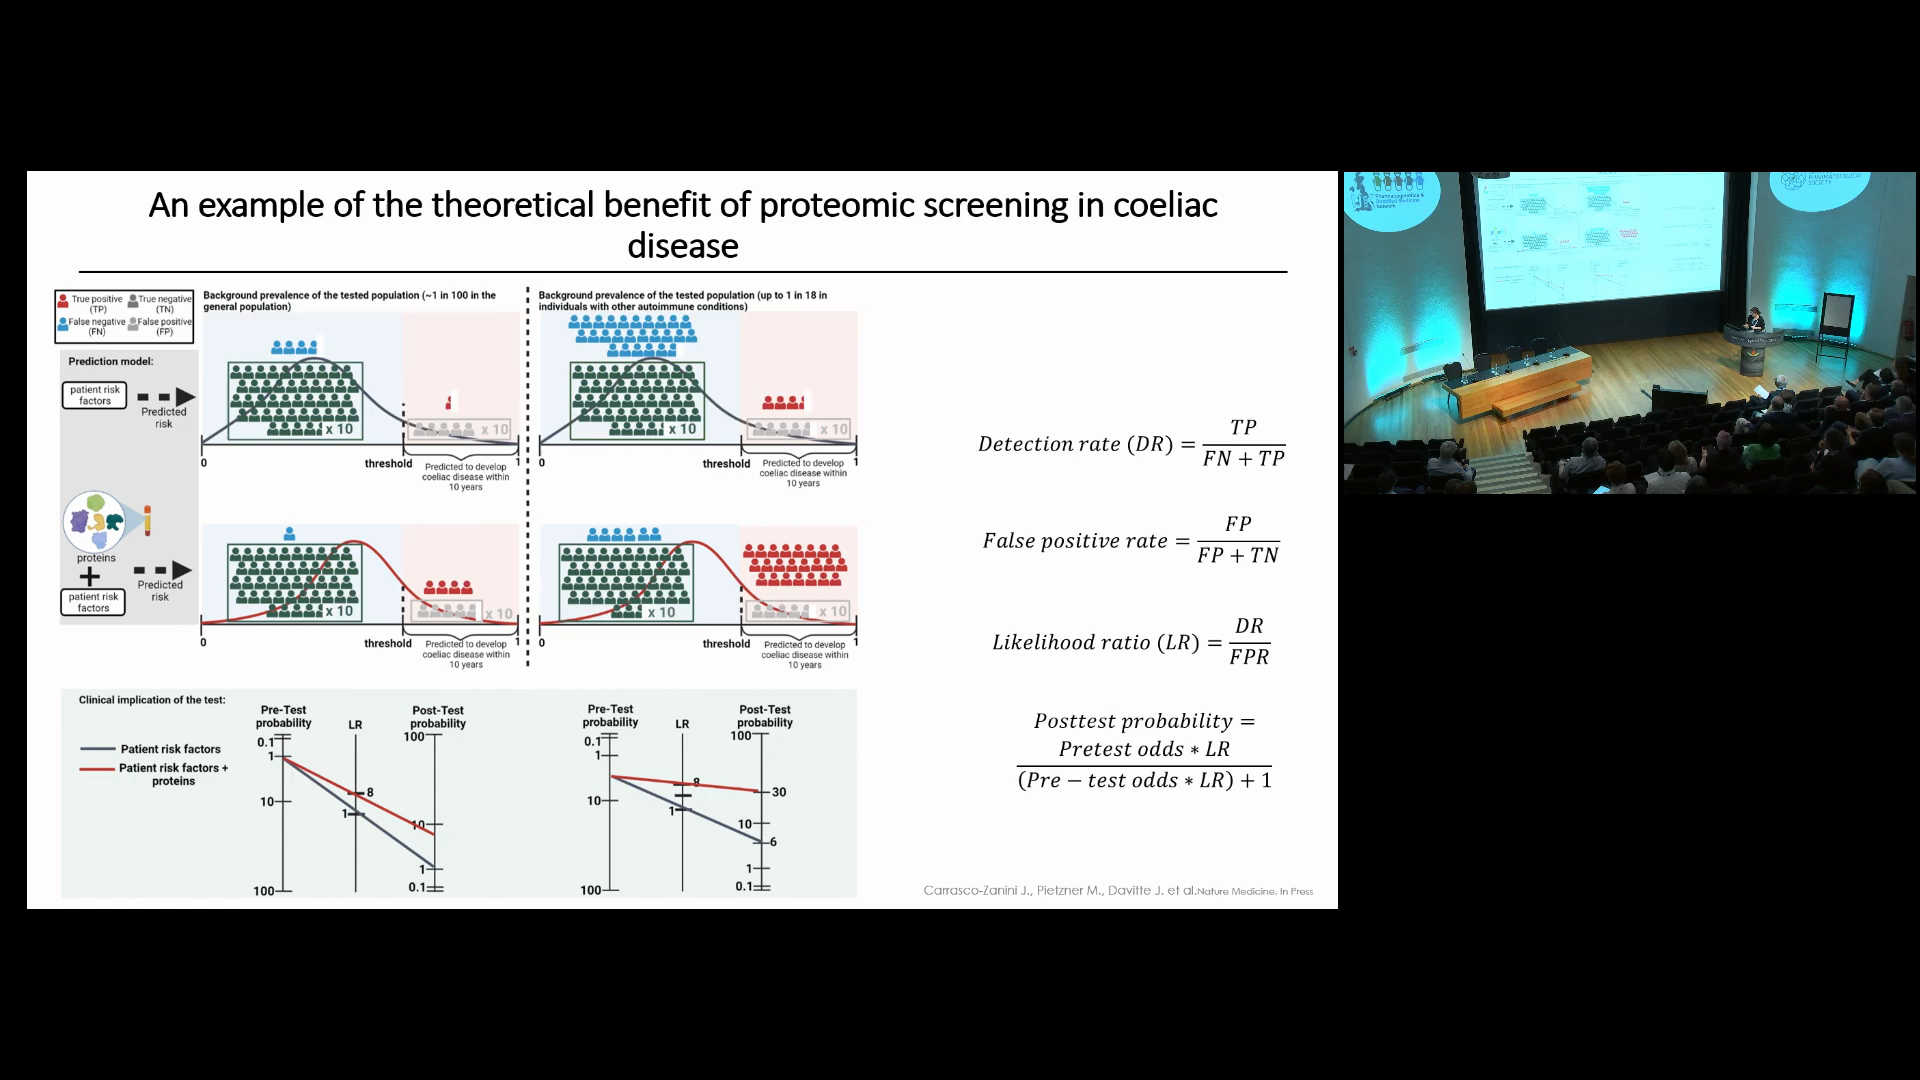 An example of the theoretical benefit of proteomic screening in coeliac
disease
True positive
(TP)
True negative
(TN)
False negative
(FN)
False positive
(FP)
Prediction model:
patient risk
factors
Predicted
risk
proteins
+
patient risk
factors
Predicted
risk
Background prevalence of the tested population (~1 in 100 in the
general population)
x 10
x 10
0
threshold
1
Predicted to develop
coeliac disease within
10 years
Background prevalence of the tested population (up to 1 in 18 in
individuals with other autoimmune conditions)
x 10
x 10
0
threshold
1
Predicted to develop
coeliac disease within
10 years
x 10
x 10
0
threshold
1
Predicted to develop
coeliac disease within
10 years
x 10
x 10
0
threshold
1
Predicted to develop
coeliac disease within
10 years
Clinical implication of the test:
Patient risk factors
Patient risk factors +
proteins
Pre-Test
probability
LR
Post-Test
probability
0.1
1
10
100
8
1
100
10
1
0.1
Pre-Test
probability
LR
Post-Test
probability
0.1
1
10
100
8
1
100
30
10
6
1
0.1
Detection rate (DR) = TP / FN + TP
False positive rate = FP / FP + TN
Likelihood ratio (LR) = DR / FPR
Posttest probability =
Pretest odds ∗ LR
(Pre − test odds ∗ LR) + 1
Carrasco-Zanini J., Pietzner M., Davitte J. et al.Nature Medicine. In Press
Pharmacogenetics &
Stratified Medicine
Network
PHARMACOLOGICAL
SOCIETY